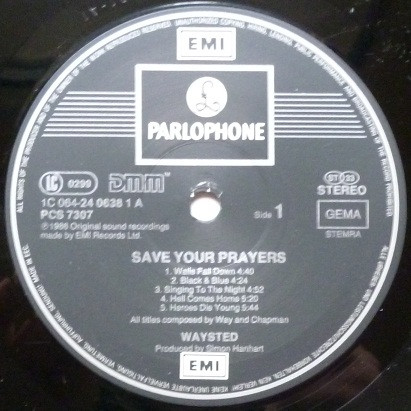 EMI
PARLOPHONE
LC 0299
DMM
1C 064-24 0638 1 A
PCS 7307
℗ 1986 Original sound recordings
made by EMI Records Ltd.
Side 1
ST 33
STEREO
GEMA
STEMRA
SAVE YOUR PRAYERS
1. Walls Fall Down 4:40
2. Black & Blue 4:24
3. Singing To The Night 4:52
4. Hell Comes Home 5:20
5. Horses Die Young 5:44
All titles composed by Way and Chapman
WAYSTED
Produced by Simon Hanhart
EMI